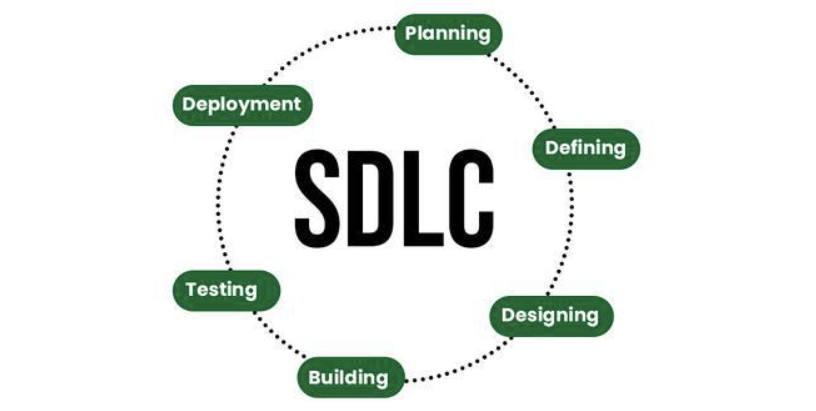 Planning
Deployment
Defining
SDLC
Testing
Designing
Building